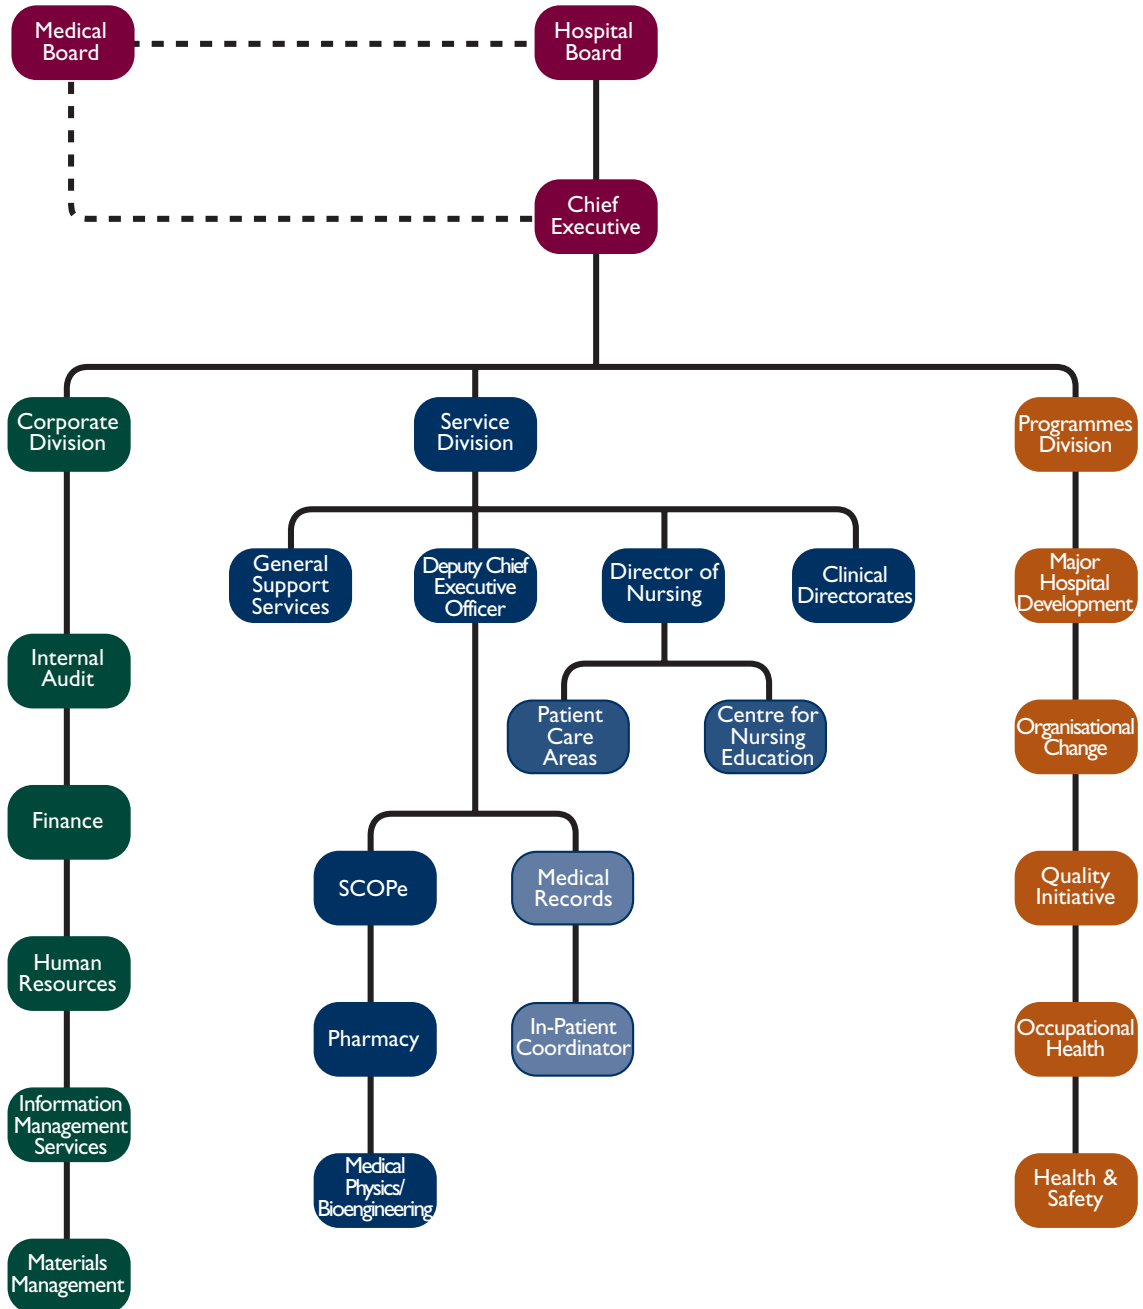 Medical
Board
Hospital
Board
Chief
Executive
Corporate
Division
Service
Division
Programmes
Division
General
Support
Services
Deputy Chief
Executive
Officer
Director of
Nursing
Clinical
Directorates
Major
Hospital
Development
Internal
Audit
Patient
Care
Areas
Centre for
Nursing
Education
Organisational
Change
Finance
SCOPe
Medical
Records
Quality
Initiative
Human
Resources
Pharmacy
In-Patient
Coordinator
Occupational
Health
Information
Management
Services
Medical
Physics/
Bioengineering
Health &
Safety
Materials
Management